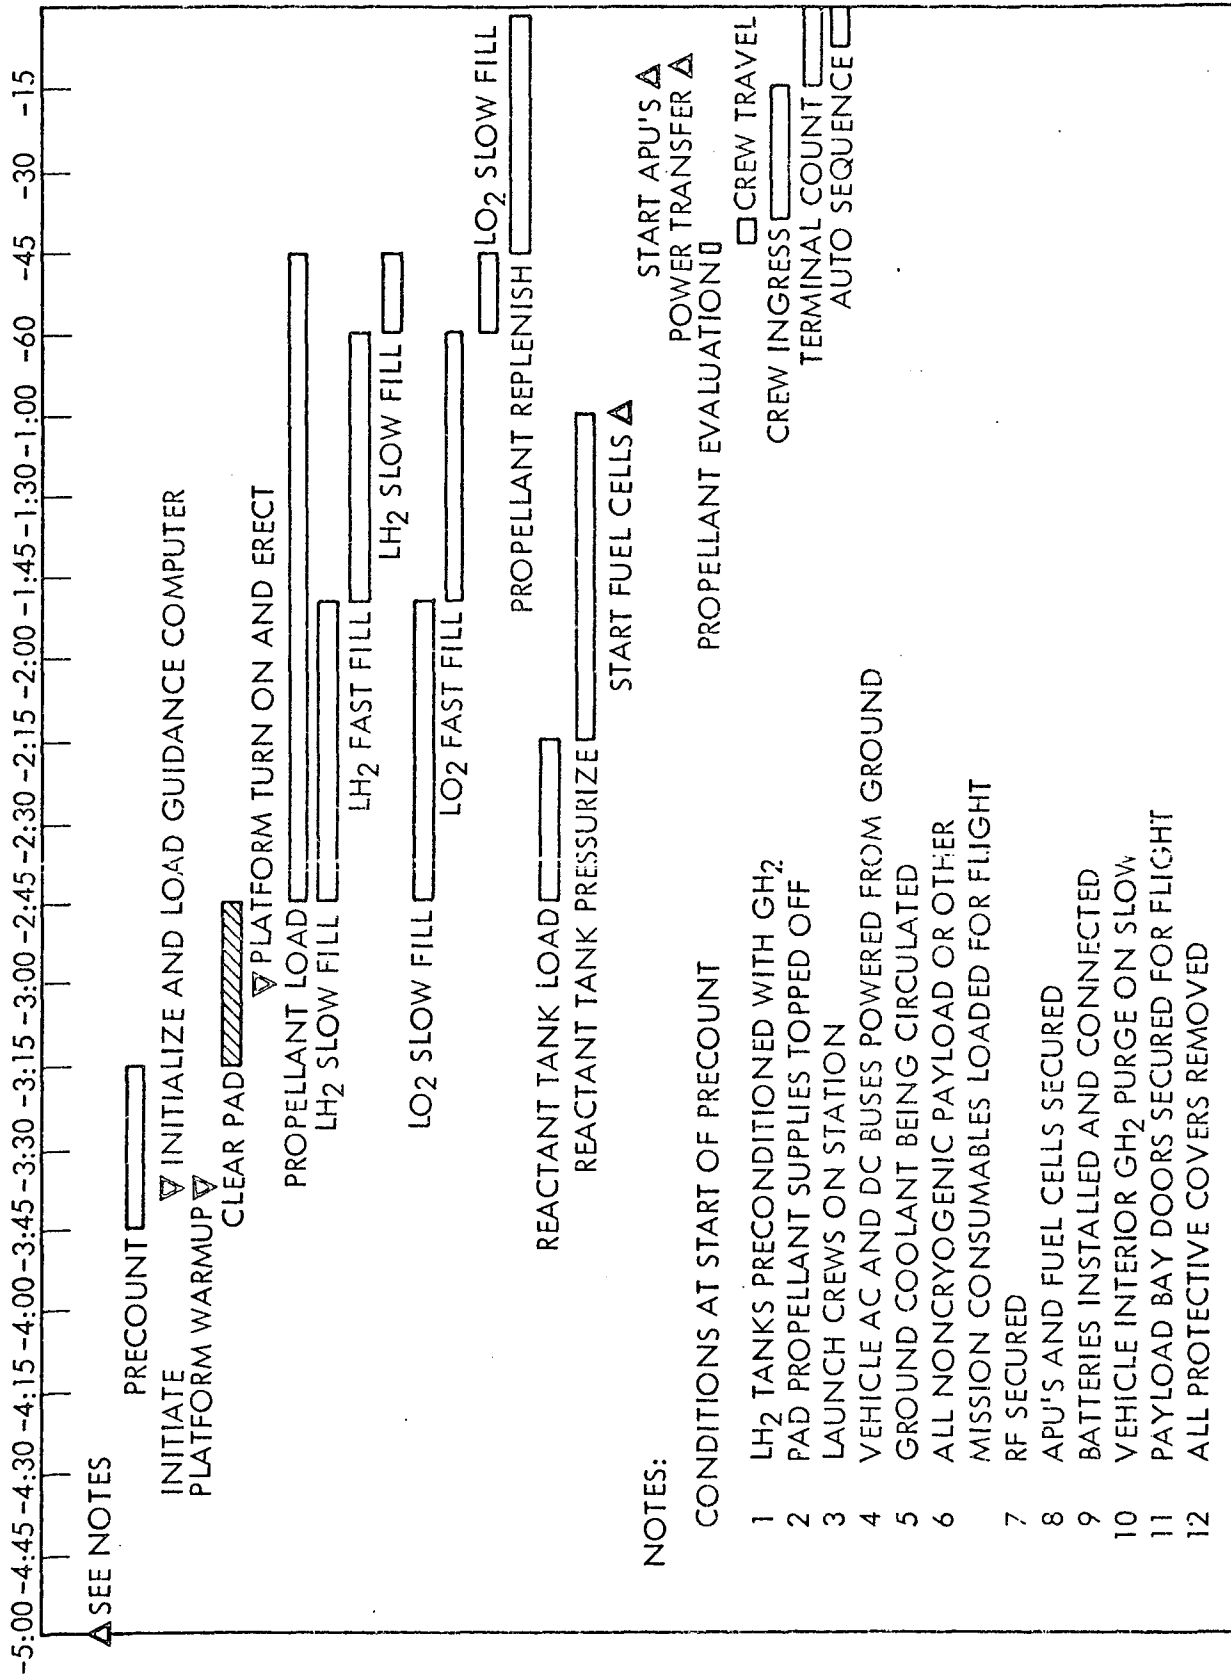 -5:00 -4:45 -4:30 -4:15 -4:00 -3:45 -3:30 -3:15 -3:00 -2:45 -2:30 -2:15 -2:00 -1:45 -1:30 -1:00 -60 -45 -30 -15
SEE NOTES
PRECOUNT
INITIALIZE AND LOAD GUIDANCE COMPUTER
INITIATE
PLATFORM WARMUP
CLEAR PAD
PLATFORM TURN ON AND ERECT
PROPELLANT LOAD
LH2 SLOW FILL
LH2 FAST FILL
LH2 SLOW FILL
LO2 SLOW FILL
LO2 FAST FILL
LO2 SLOW FILL
PROPELLANT REPLENISH
REACTANT TANK LOAD
REACTANT TANK PRESSURIZE
START FUEL CELLS
START APU'S
POWER TRANSFER
PROPELLANT EVALUATION
CREW TRAVEL
CREW INGRESS
TERMINAL COUNT
AUTO SEQUENCE
NOTES:
CONDITIONS AT START OF PRECOUNT
1 LH2 TANKS PRECONDITIONED WITH GH2
2 PAD PROPELLANT SUPPLIES TOPPED OFF
3 LAUNCH CREWS ON STATION
4 VEHICLE AC AND DC BUSES POWERED FROM GROUND
5 GROUND COOLANT BEING CIRCULATED
6 ALL NONCRYOGENIC PAYLOAD OR OTHER
MISSION CONSUMABLES LOADED FOR FLIGHT
7 RF SECURED
8 APU'S AND FUEL CELLS SECURED
9 BATTERIES INSTALLED AND CONNECTED
10 VEHICLE INTERIOR GH2 PURGE ON SLOW
11 PAYLOAD BAY DOORS SECURED FOR FLIGHT
12 ALL PROTECTIVE COVERS REMOVED